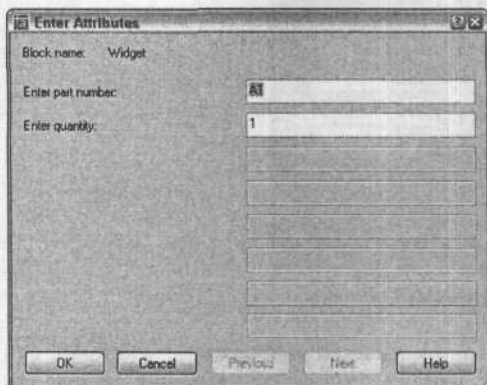 Enter Attributes
Block name: Widget
Enter part number: A1
Enter quantity: 1
OK Cancel Previous Next Help